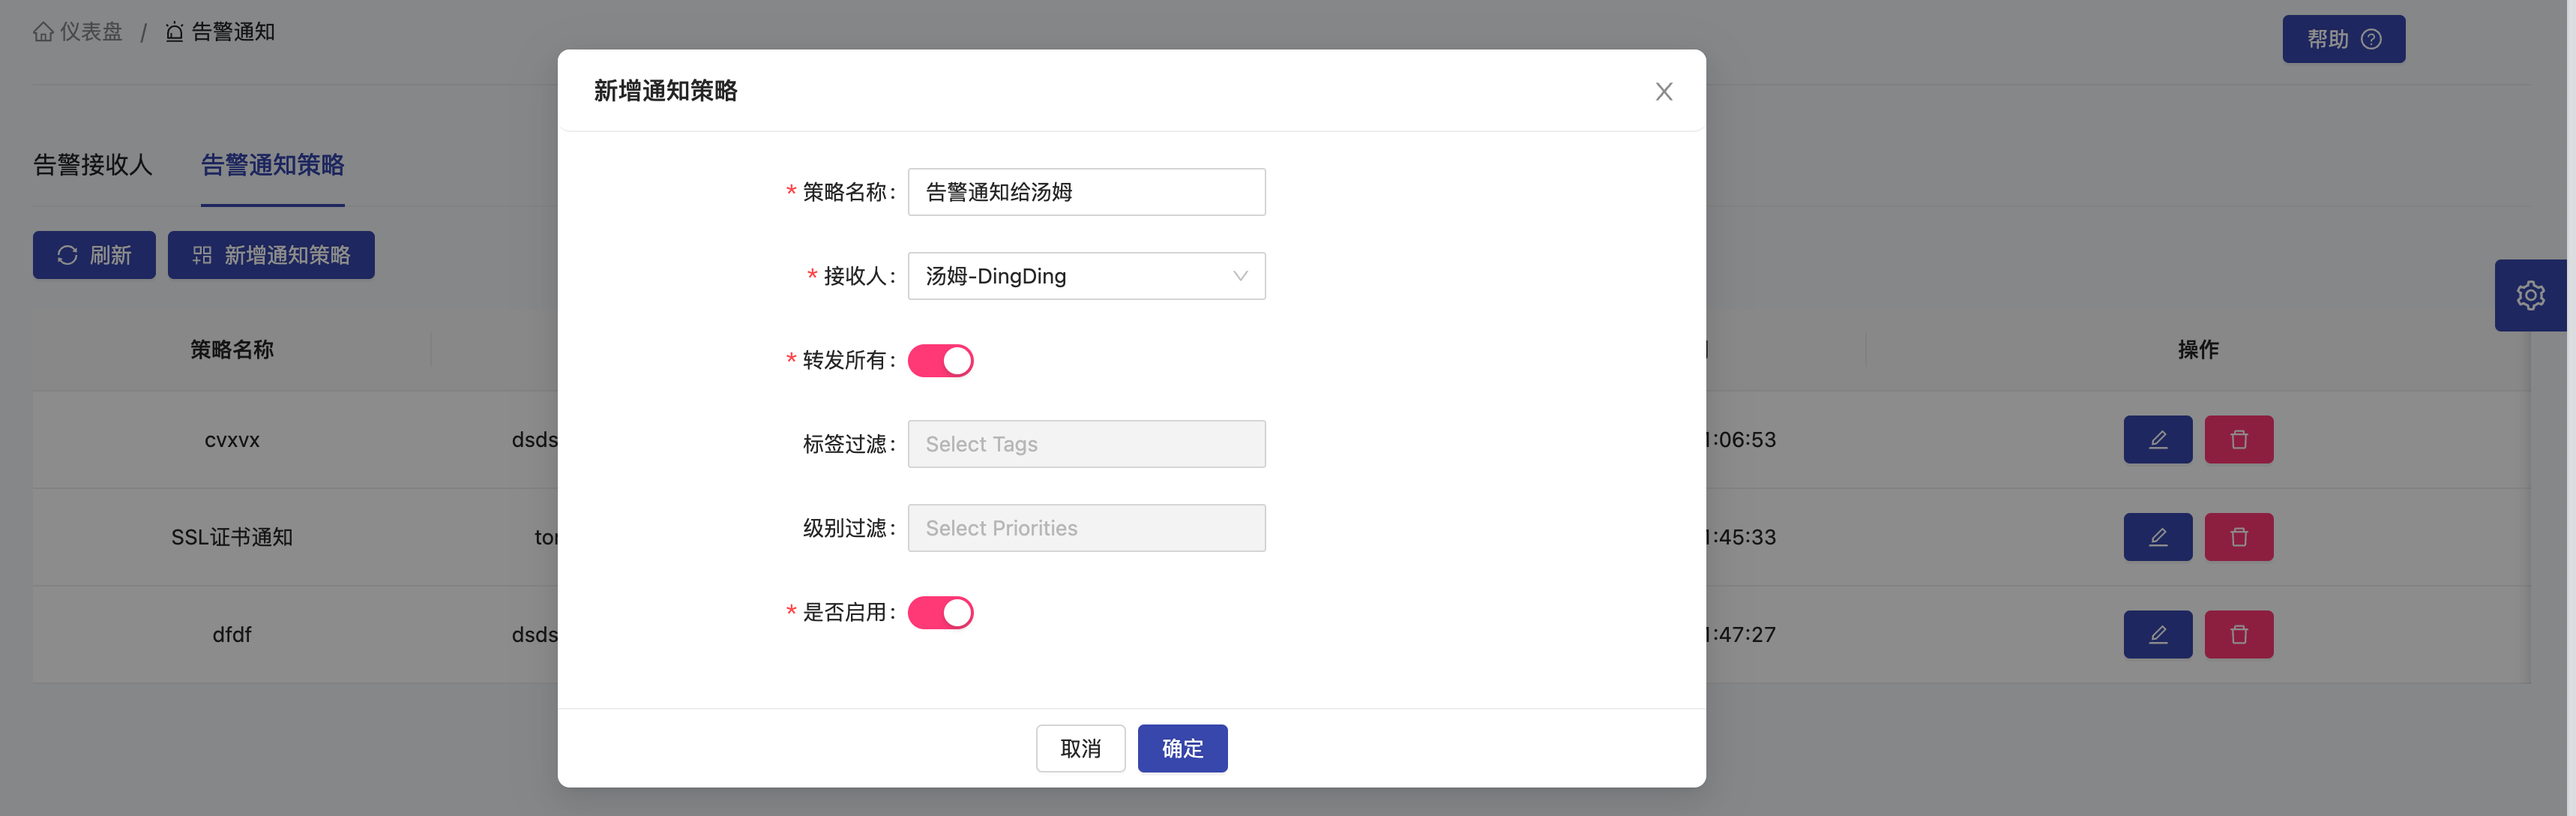 仪表盘 / 告警通知
帮助
告警接收人 告警通知策略
刷新 新增通知策略
策略名称 操作
cvxvx dsds 1:06:53
SSL证书通知 1:45:33
dfdf dsds 1:47:27
新增通知策略
* 策略名称: 告警通知给汤姆
* 接收人: 汤姆-DingDing
* 转发所有:
标签过滤: Select Tags
级别过滤: Select Priorities
* 是否启用:
取消 确定